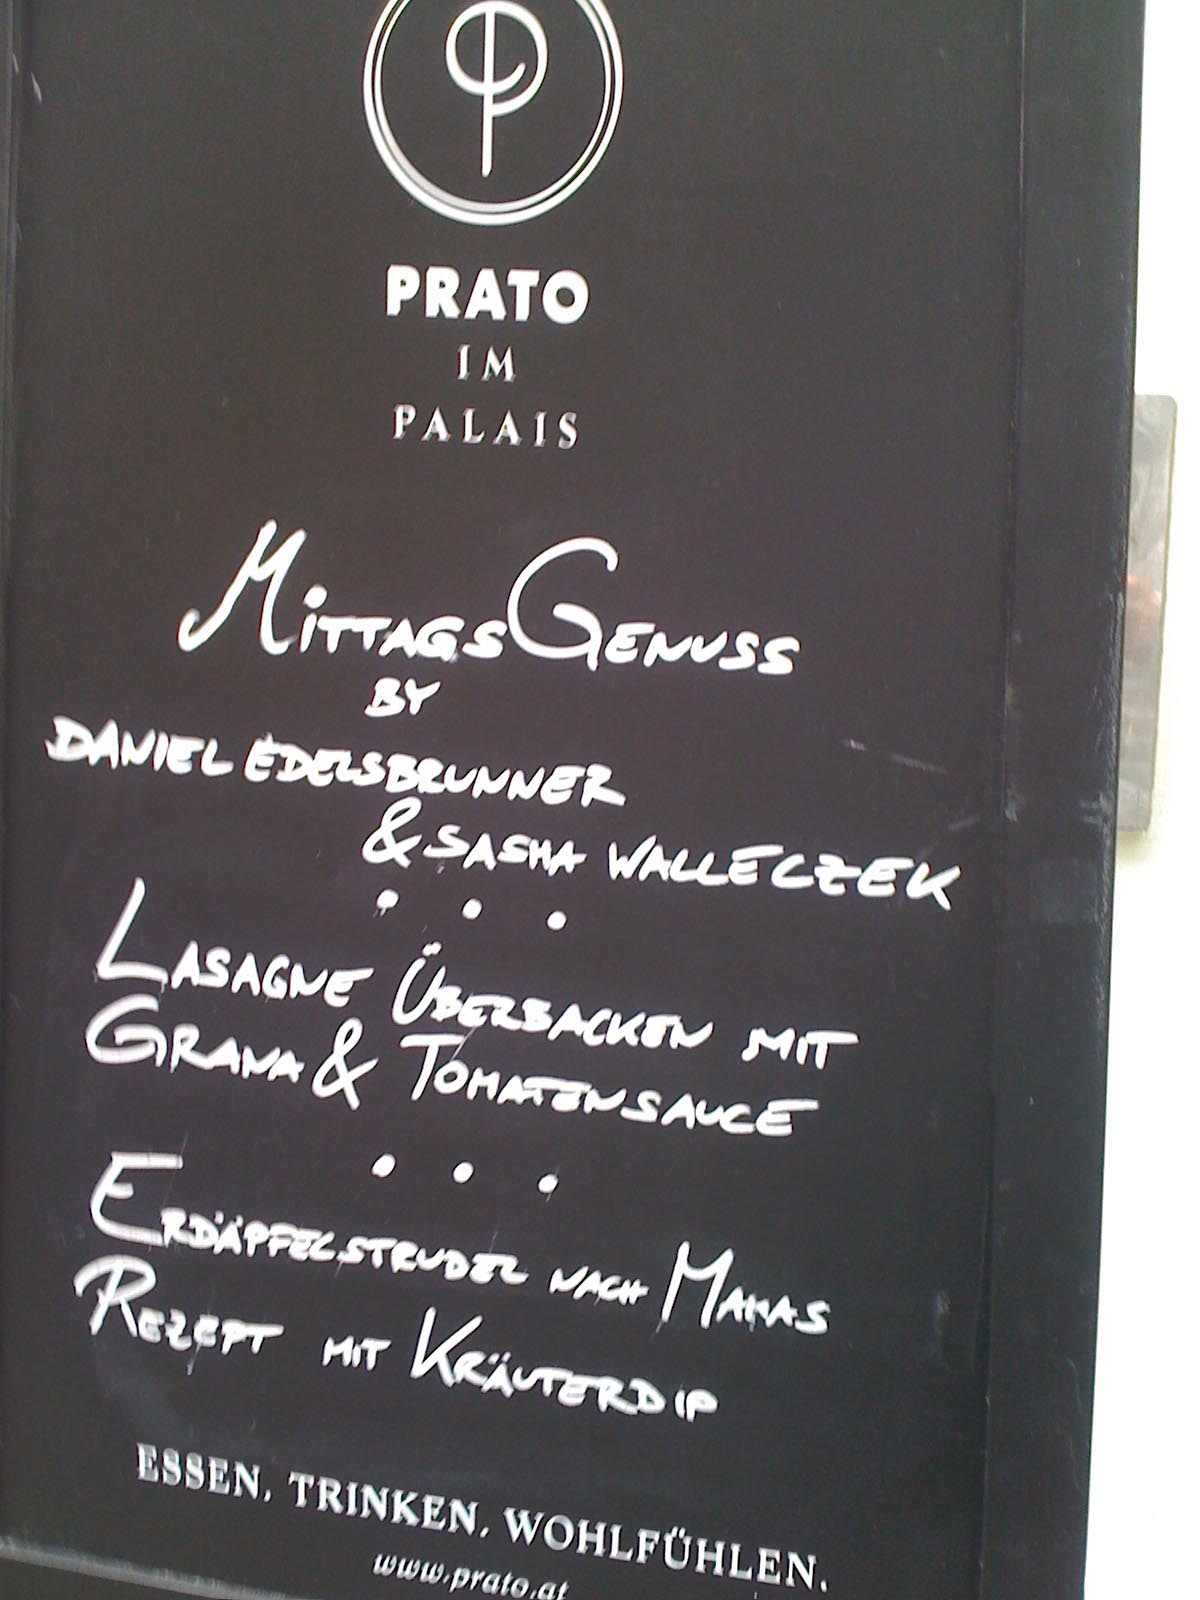 PRATO
IM
PALAIS
MITTAGSGENUSS
BY
DANIEL EDELSBRUNNER
& SASHA WALLECZEK
• • •
LASAGNE ÜBERBACKEN MIT
GRANA & TOMATENSAUCE
• • •
ERDÄPFELSTRUDEL NACH MAMAS
REZEPT MIT KRÄUTERDIP
ESSEN. TRINKEN. WOHLFÜHLEN.
www.prato.at